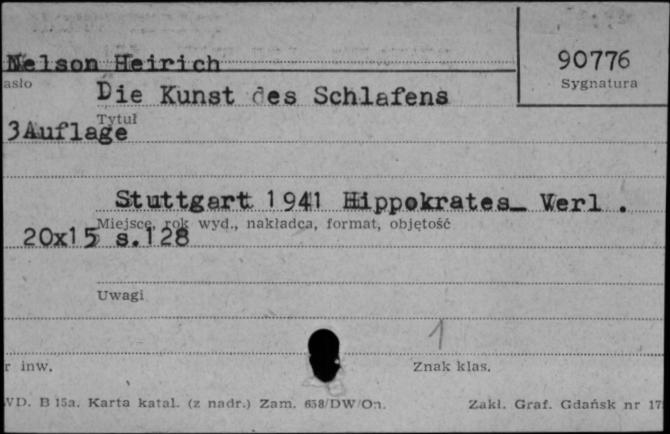 Nelson Heirich
90776
asło
Sygnatura
Die Kunst des Schlafens
Tytuł
3Auflage
Stuttgart 1941 Hippokrates_ Verl .
Miejsce, rok wyd., nakładca, format, objętość
20x15 s.128
Uwagi
1
r inw.
Znak klas.
WD. B 15a. Karta katal. (z nadr.) Zam. 658/DW/On.
Zakł. Graf. Gdańsk nr 17